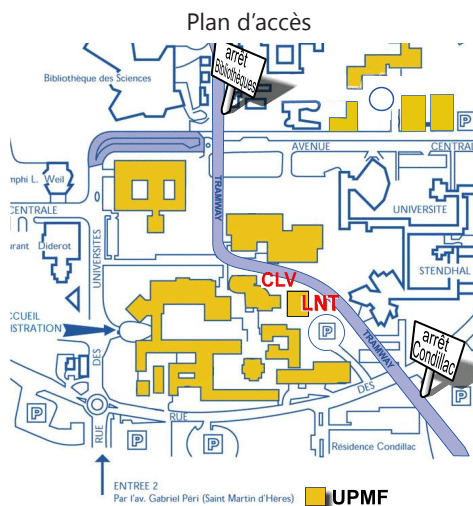 Plan d'accès
arrêt
Bibliothèques
Bibliothèque des Sciences
P
AVENUE
CENTRAL
mphi L. Weil
TRAMWAY
UNIVERSITE
CENTRALE
urant Diderot
UNIVERSITES
STENDHAL
CLV
LNT
CCUEIL
ISTRATION
P
TRAMWAY
arrêt
Condillac
DES
DES
RUE
P
P
P
P
RUE
Résidence Condillac
ENTREE 2
Par l'av. Gabriel Péri (Saint Martin d'Hères)
UPMF